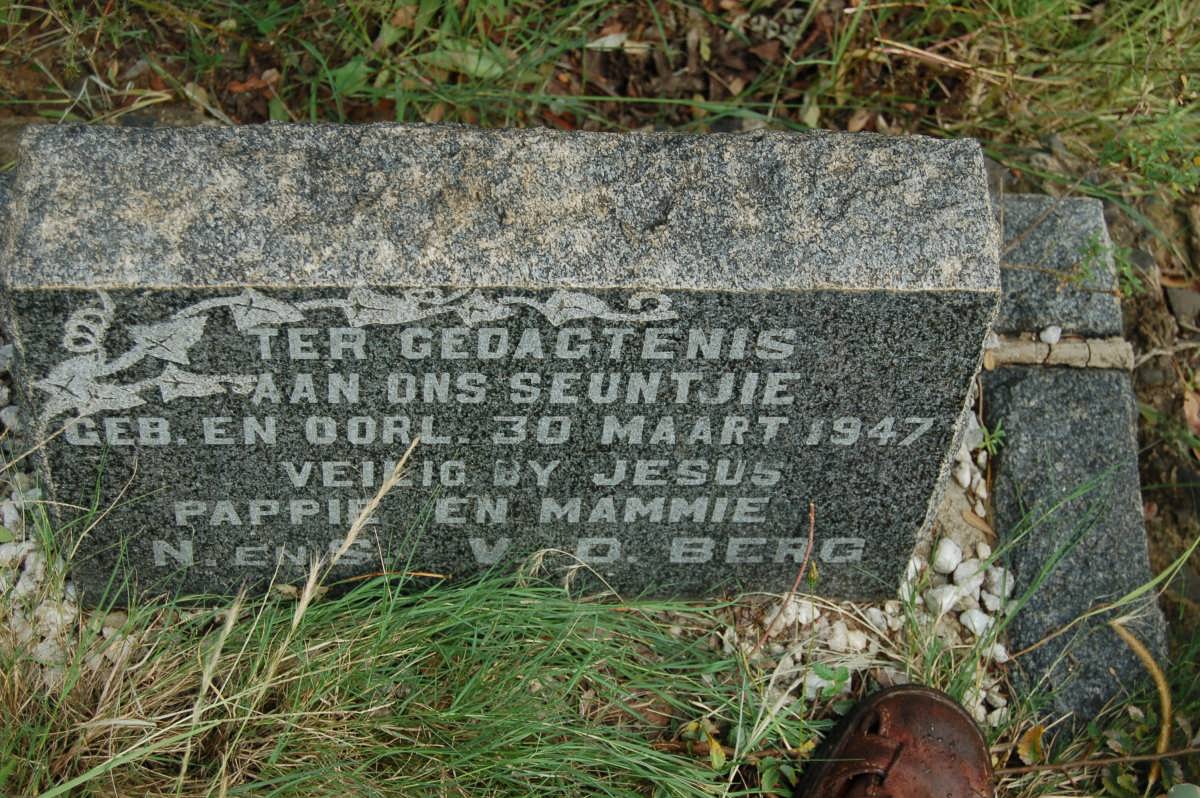 TER GEDAGTENIS
AAN ONS SEUNTJIE
GEB. EN OORL. 30 MAART 1947
VEILIG BY JESUS
PAPPIE EN MAMMIE
N. EN S. V. D. BERG